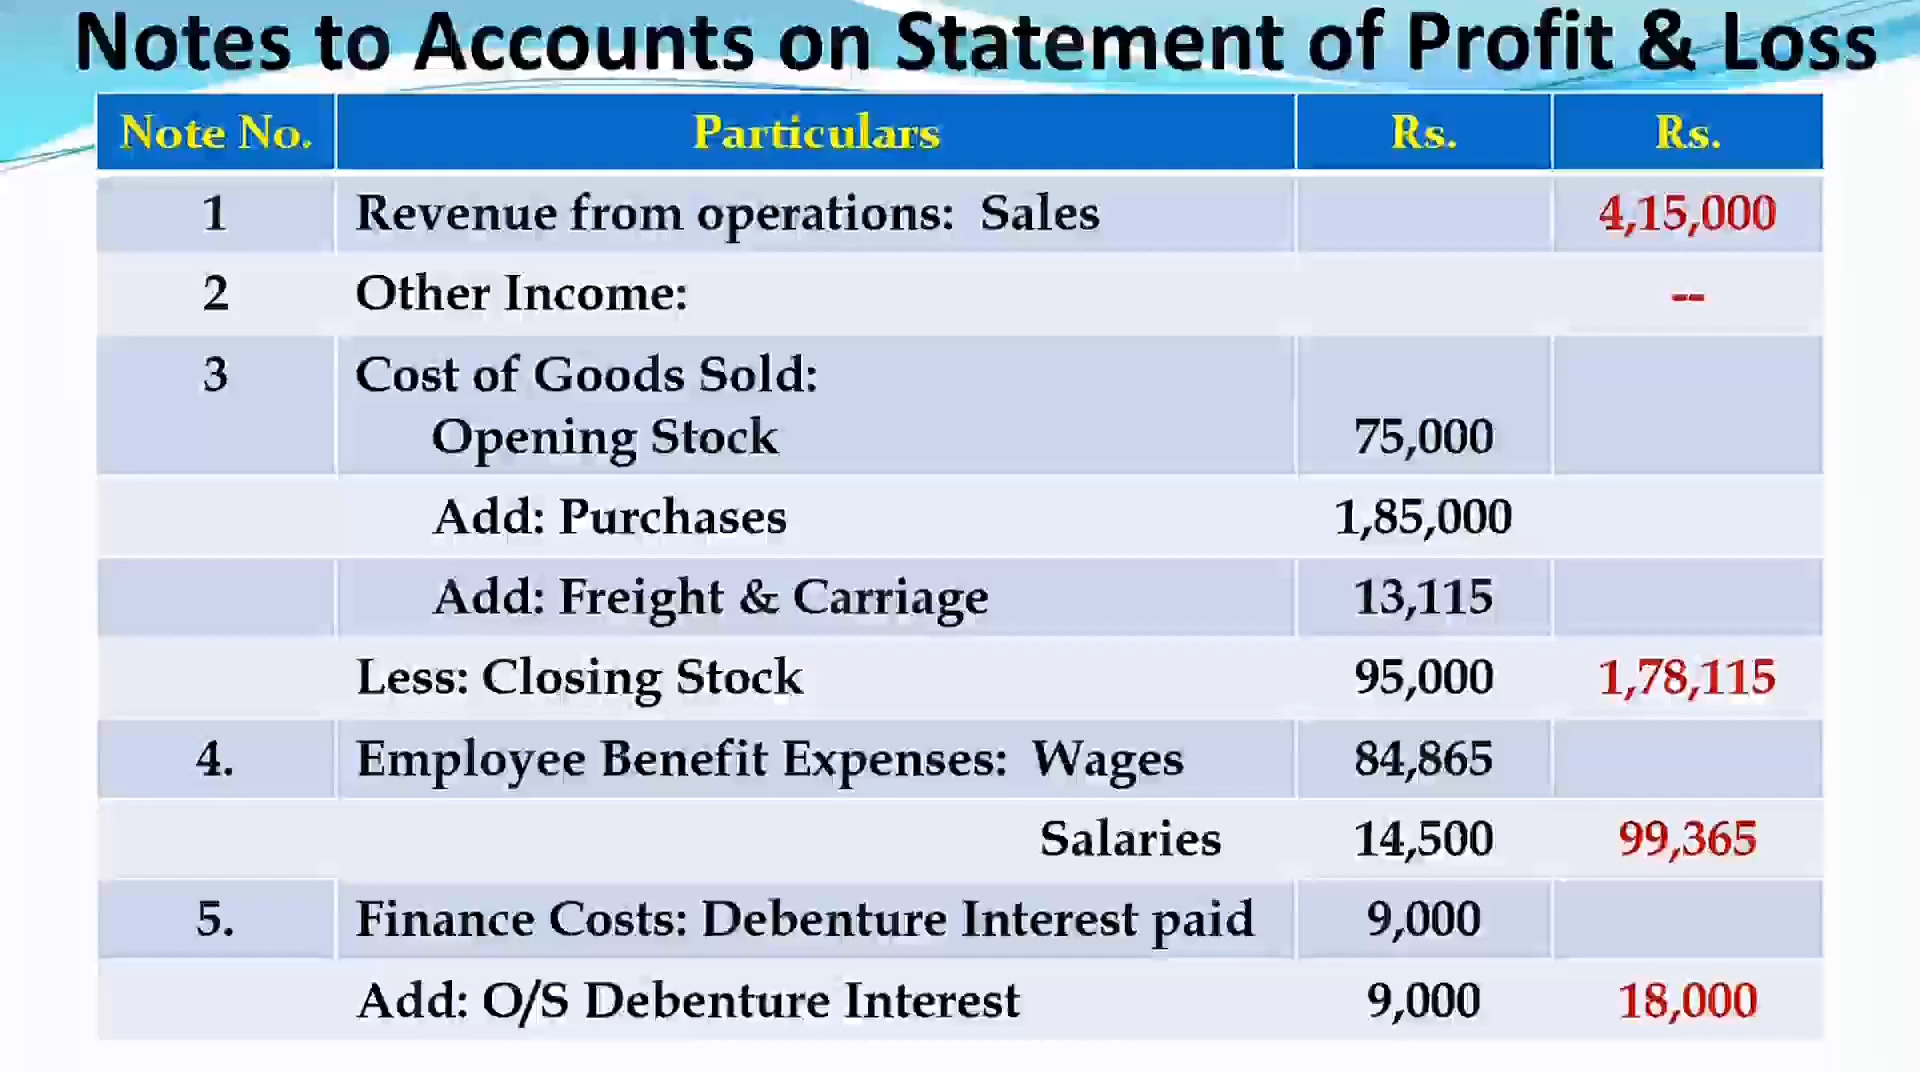 Notes to Accounts on Statement of Profit & Loss
Note No. Particulars Rs. Rs.
1 Revenue from operations: Sales 4,15,000
2 Other Income: --
3 Cost of Goods Sold:
Opening Stock 75,000
Add: Purchases 1,85,000
Add: Freight & Carriage 13,115
Less: Closing Stock 95,000 1,78,115
4. Employee Benefit Expenses: Wages 84,865
Salaries 14,500 99,365
5. Finance Costs: Debenture Interest paid 9,000
Add: O/S Debenture Interest 9,000 18,000